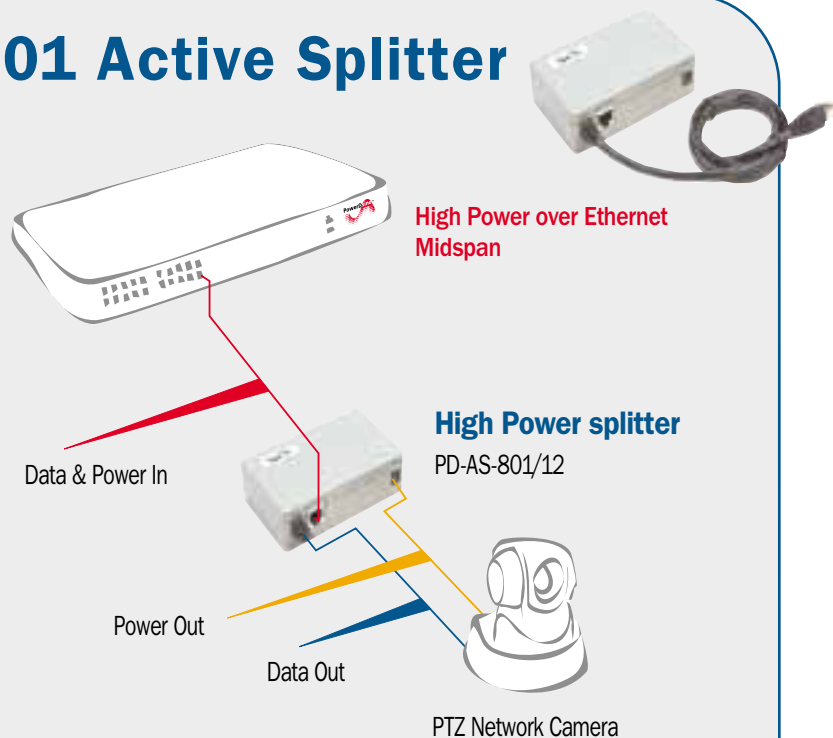 01 Active Splitter
High Power over Ethernet
Midspan
High Power splitter
PD-AS-801/12
Data & Power In
Power Out
Data Out
PTZ Network Camera